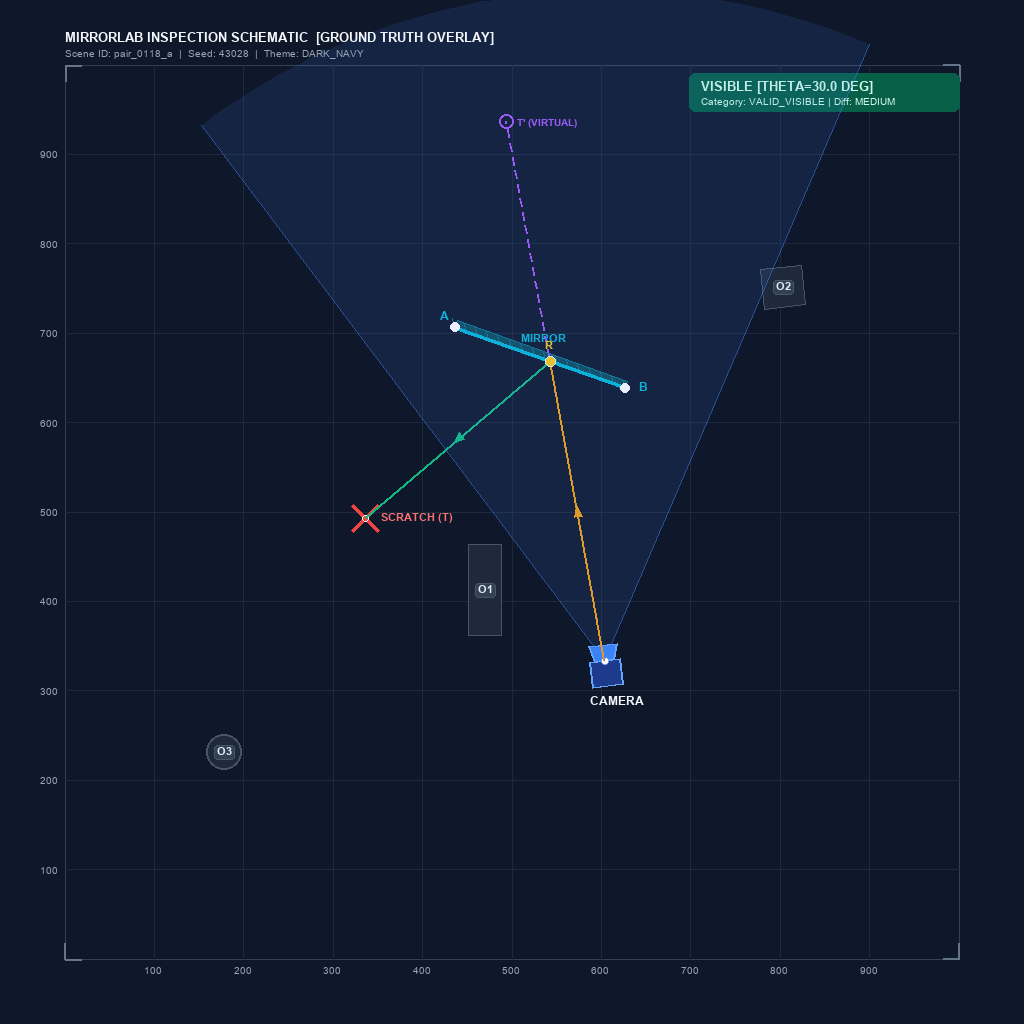 MIRRORLAB INSPECTION SCHEMATIC [GROUND TRUTH OVERLAY]
Scene ID: pair_0118_a | Seed: 43028 | Theme: DARK_NAVY
VISIBLE [THETA=30.0 DEG]
Category: VALID_VISIBLE | Diff: MEDIUM
T' (VIRTUAL)
900
800
O2
A
700
MIRROR
R
B
600
500
SCRATCH (T)
400
O1
300
CAMERA
O3
200
100
100 200 300 400 500 600 700 800 900